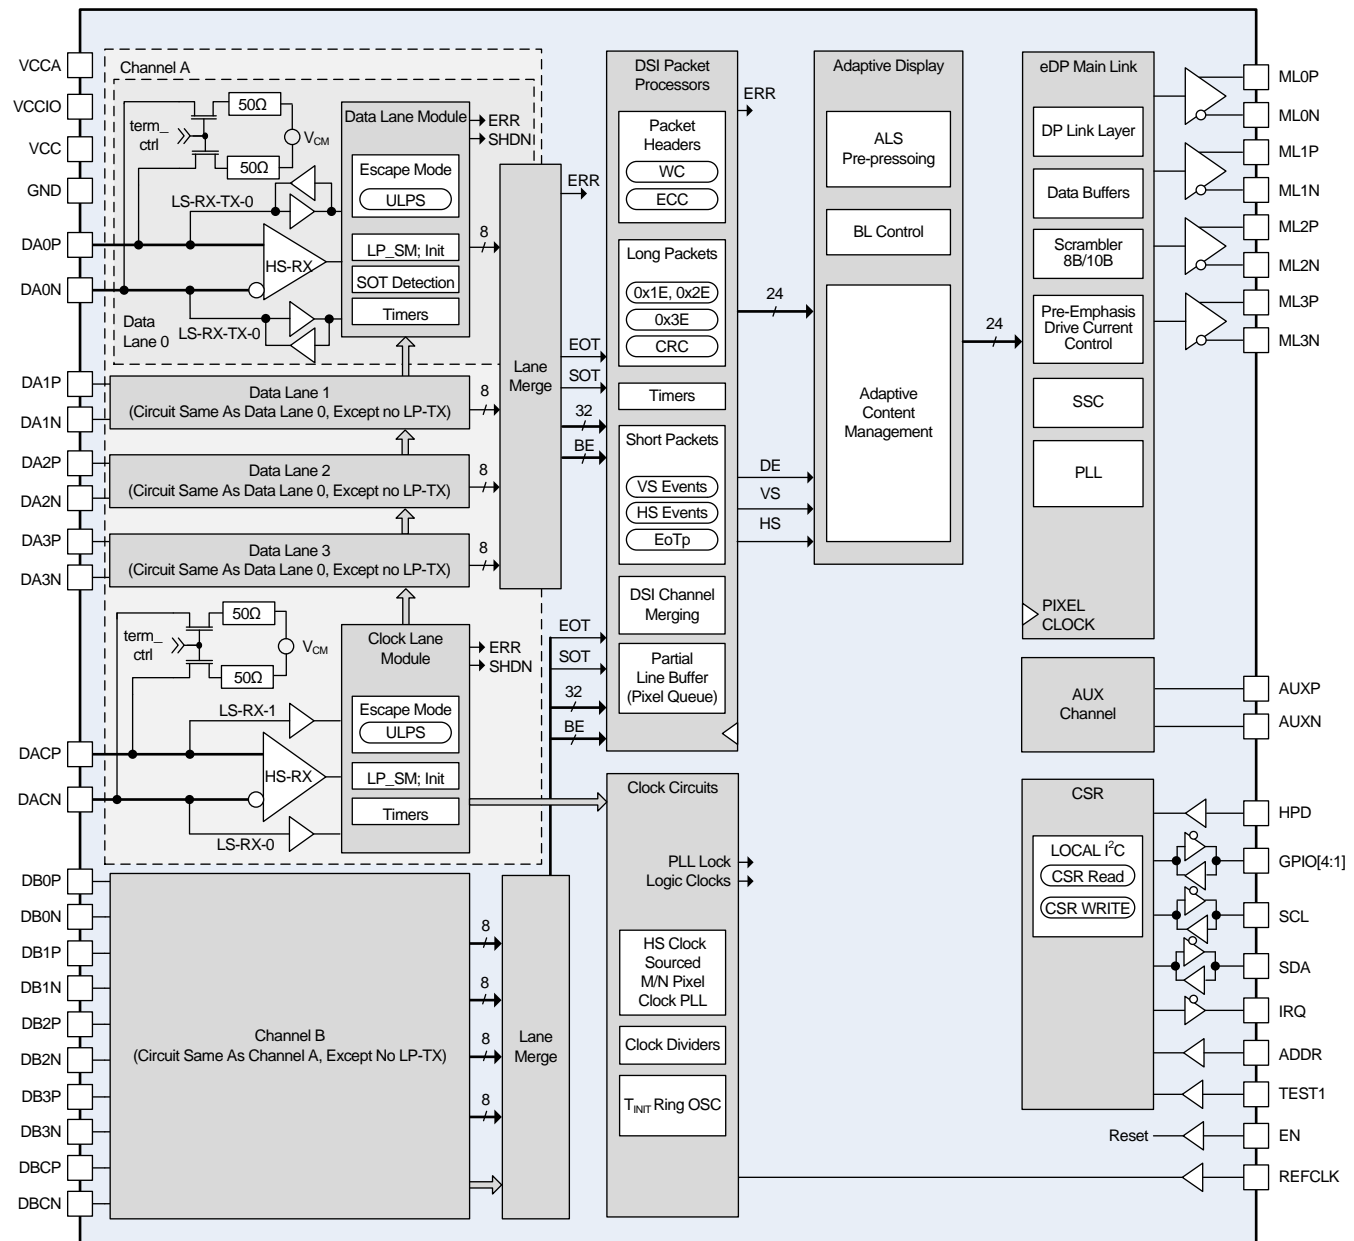 VCCA
VCCIO
VCC
GND
DA0P
DA0N
DA1P
DA1N
DA2P
DA2N
DA3P
DA3N
DACP
DACN
DB0P
DB0N
DB1P
DB1N
DB2P
DB2N
DB3P
DB3N
DBCP
DBCN
Channel A
50Ω
term_
ctrl
VCM
50Ω
LS-RX-TX-0
HS-RX
LS-RX-TX-0
Data
Lane 0
Data Lane Module
Escape Mode
ULPS
LP_SM; Init
SOT Detection
Timers
ERR
SHDN
8
Data Lane 1
(Circuit Same As Data Lane 0, Except no LP-TX)
8
Data Lane 2
(Circuit Same As Data Lane 0, Except no LP-TX)
8
Data Lane 3
(Circuit Same As Data Lane 0, Except no LP-TX)
8
50Ω
term_
ctrl
VCM
50Ω
LS-RX-1
HS-RX
LS-RX-0
Clock Lane
Module
Escape Mode
ULPS
LP_SM; Init
Timers
ERR
SHDN
Channel B
(Circuit Same As Channel A, Except No LP-TX)
8
8
8
8
Lane
Merge
ERR
EOT
SOT
32
BE
Lane
Merge
EOT
SOT
32
BE
DSI Packet
Processors
Packet
Headers
WC
ECC
Long Packets
0x1E, 0x2E
0x3E
CRC
Timers
Short Packets
VS Events
HS Events
EoTp
DSI Channel
Merging
Partial
Line Buffer
(Pixel Queue)
ERR
24
DE
VS
HS
Clock Circuits
PLL Lock
Logic Clocks
HS Clock
Sourced
M/N Pixel
Clock PLL
Clock Dividers
TINIT Ring OSC
Adaptive Display
ALS
Pre-pressoing
BL Control
Adaptive
Content
Management
24
eDP Main Link
DP Link Layer
Data Buffers
Scrambler
8B/10B
Pre-Emphasis
Drive Current
Control
SSC
PLL
PIXEL
CLOCK
AUX
Channel
CSR
LOCAL I²C
CSR Read
CSR WRITE
Reset
ML0P
ML0N
ML1P
ML1N
ML2P
ML2N
ML3P
ML3N
AUXP
AUXN
HPD
GPIO[4:1]
SCL
SDA
IRQ
ADDR
TEST1
EN
REFCLK